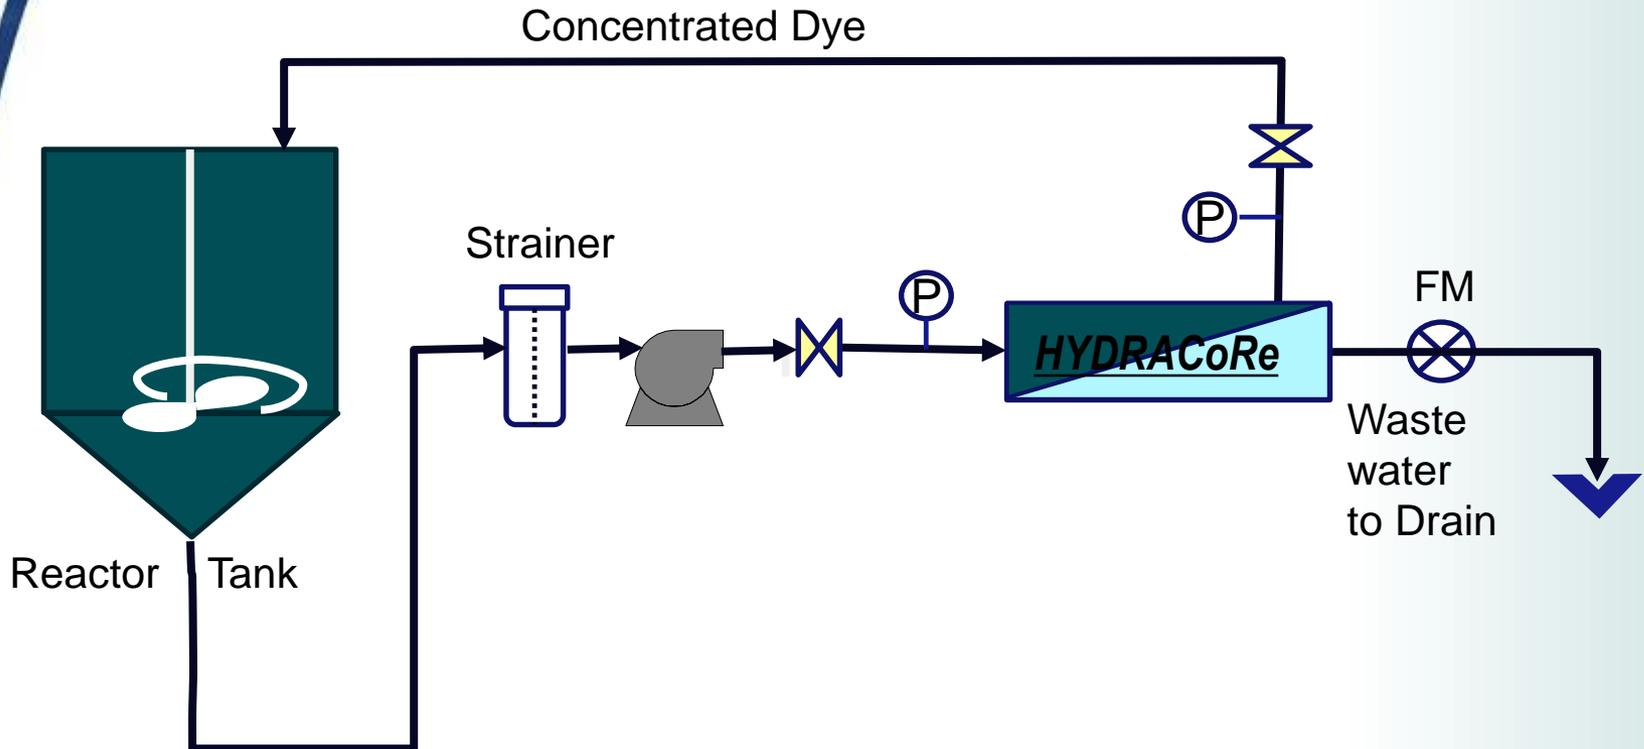 Concentrated Dye
P
Strainer
P
FM
HYDRACoRe
Waste
water
to Drain
Reactor Tank